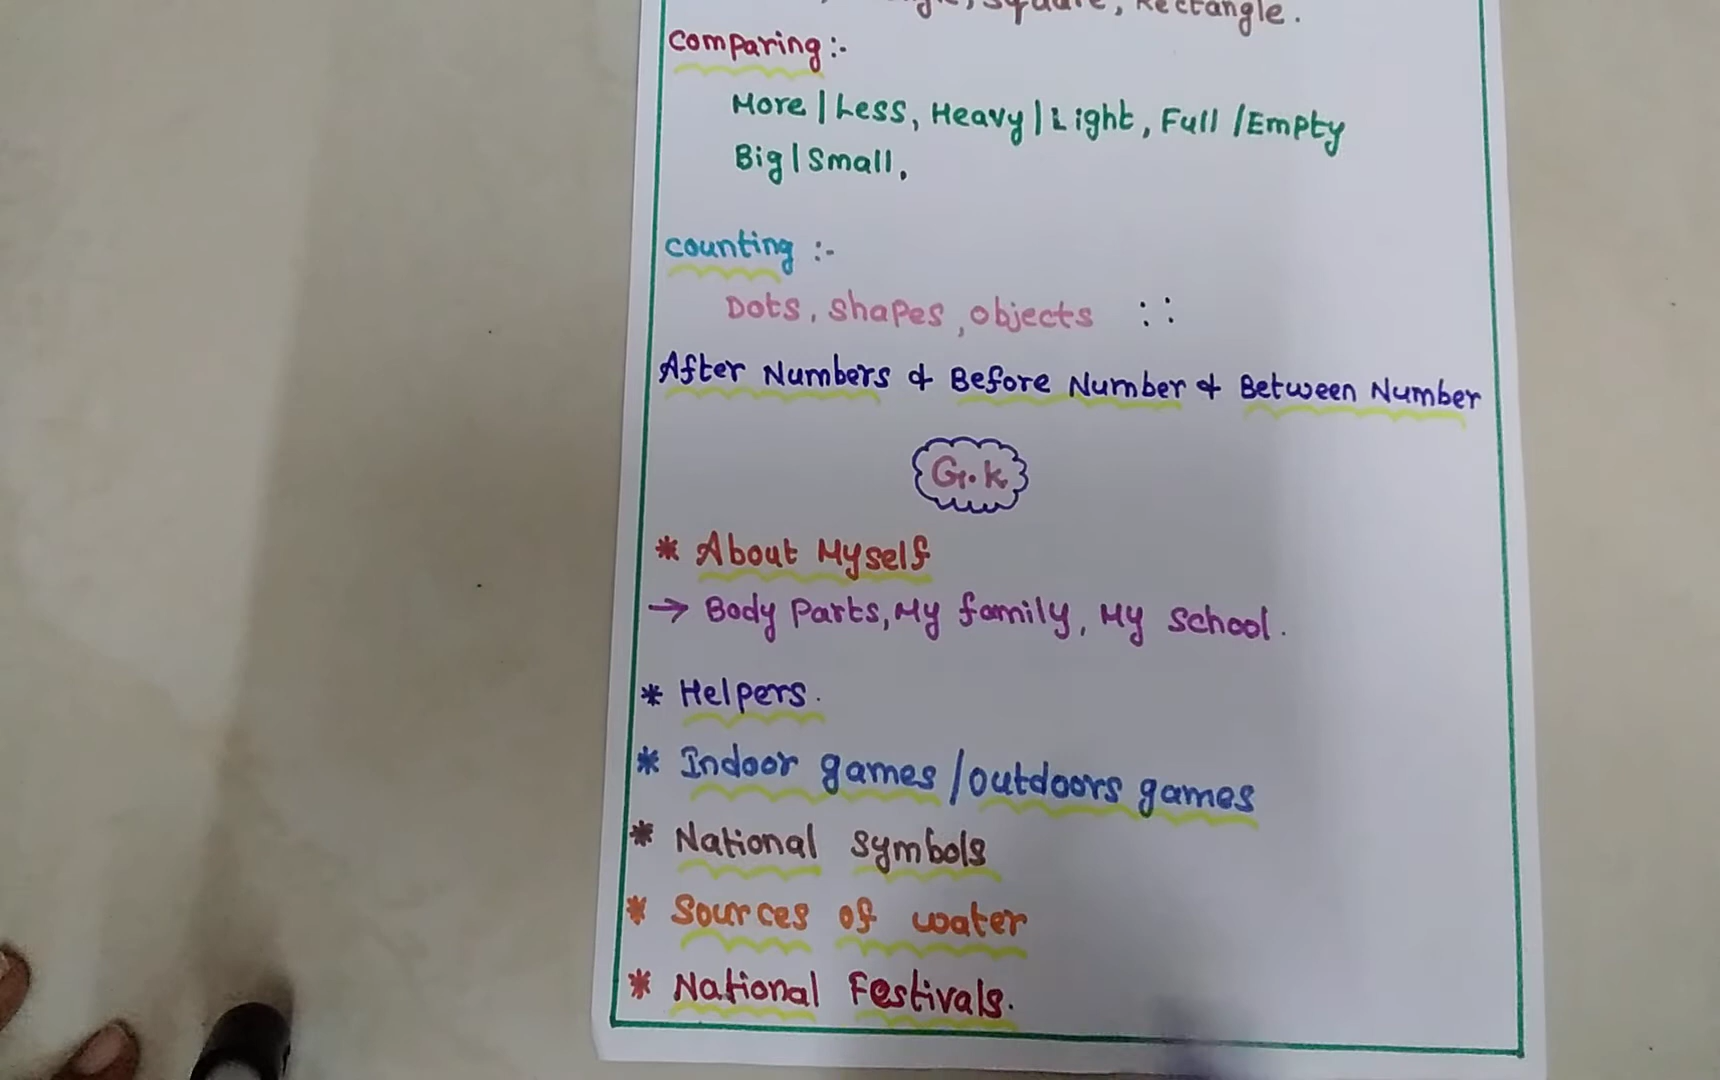 Square, Rectangle.
comparing :-
More | Less, Heavy | Light, Full / Empty
Big | Small.
counting :-
Dots, shapes, objects ::
After Numbers & Before Number & Between Number
G.K
* About Myself
→ Body Parts, My family, My School.
* Helpers.
* Indoor games / outdoors games
* National symbols
* Sources of water
* National Festivals.